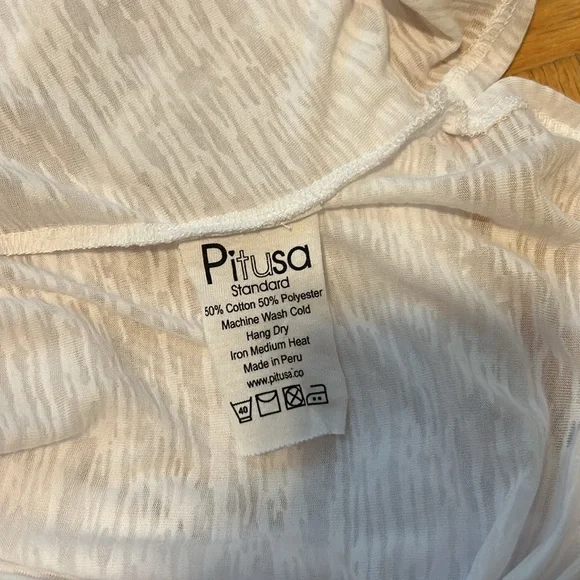 Pitusa
Standard
50% Cotton 50% Polyester
Machine Wash Cold
Hang Dry
Iron Medium Heat
Made in Peru
www.pitusa.co
40